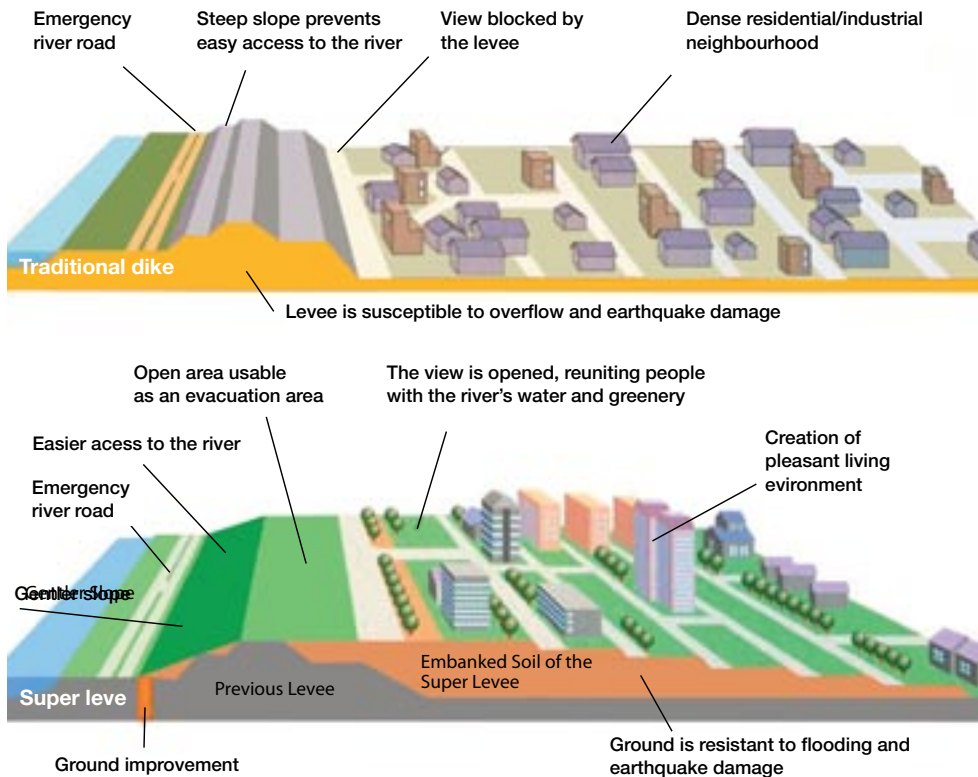 Emergency
river road
Steep slope prevents
easy access to the river
View blocked by
the levee
Dense residential/industrial
neighbourhood
Traditional dike
Levee is susceptible to overflow and earthquake damage
Open area usable
as an evacuation area
The view is opened, reuniting people
with the river's water and greenery
Easier acess to the river
Creation of
pleasant living
evironment
Emergency
river road
Gentler slope
Gentler Slope
Embanked Soil of the
Super Levee
Previous Levee
Super leve
Ground improvement
Ground is resistant to flooding and
earthquake damage